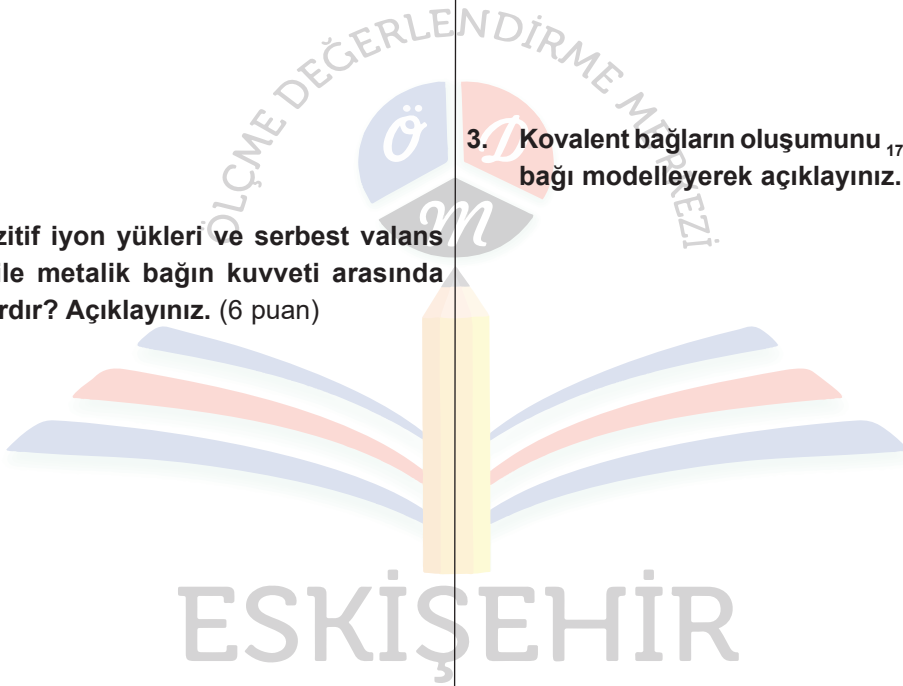 ÖLÇME DEĞERLENDİRME MERKEZİ
Ö D
M
zitif iyon yükleri ve serbest valans
ile metalik bağın kuvveti arasında
rdır? Açıklayınız. (6 puan)
3. Kovalent bağların oluşumunu ₁₇
bağı modelleyerek açıklayınız.
ESKİŞEHİR